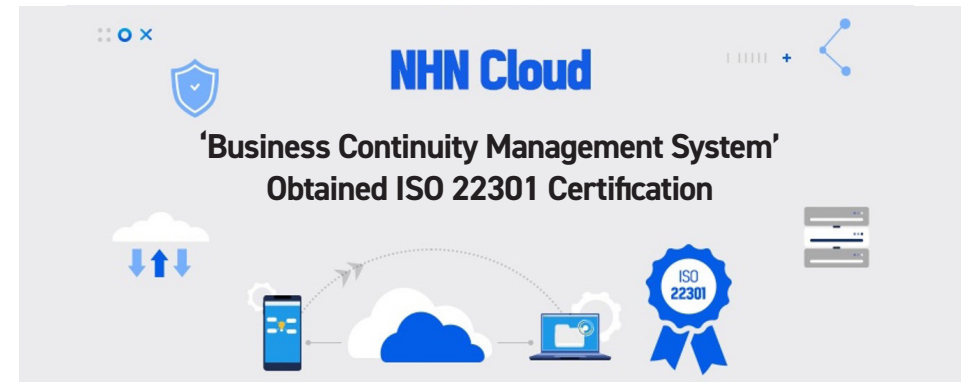 NHN Cloud
‘Business Continuity Management System’
Obtained ISO 22301 Certification
ISO
22301